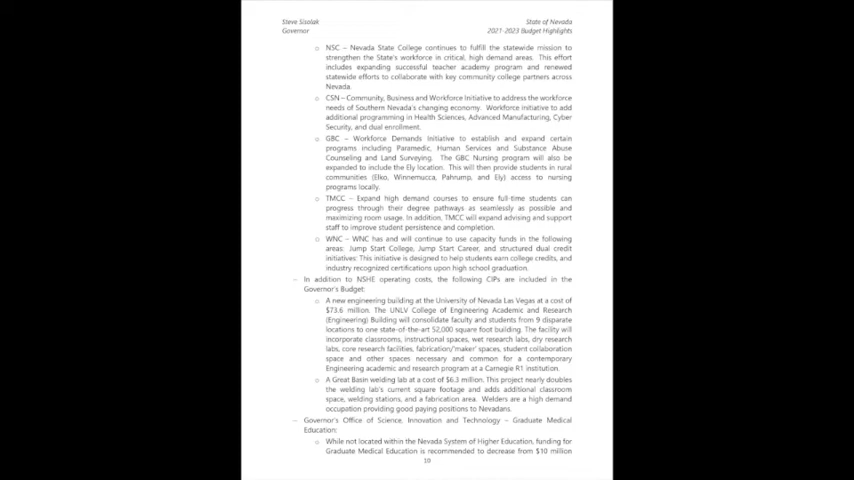 Steve Sisolak
Governor
State of Nevada
2021-2023 Budget Highlights
o NSC – Nevada State College continues to fulfill the statewide mission to
strengthen the State's workforce in critical, high demand areas. This effort
includes expanding successful teacher academy program and renewed
statewide efforts to collaborate with key community college partners across
Nevada.
o CSN – Community, Business and Workforce Initiative to address the workforce
needs of Southern Nevada's changing economy. Workforce initiative to add
additional programming in Health Sciences, Advanced Manufacturing, Cyber
Security, and dual enrollment.
o GBC – Workforce Demands Initiative to establish and expand certain
programs including Paramedic, Human Services and Substance Abuse
Counseling and Land Surveying. The GBC Nursing program will also be
expanded to include the Ely location. This will then provide students in rural
communities (Elko, Winnemucca, Pahrump, and Ely) access to nursing
programs locally.
o TMCC – Expand high demand courses to ensure full-time students can
progress through their degree pathways as seamlessly as possible and
maximizing room usage. In addition, TMCC will expand advising and support
staff to improve student persistence and completion.
o WNC – WNC has and will continue to use capacity funds in the following
areas: Jump Start College, Jump Start Career, and structured dual credit
initiatives: This initiative is designed to help students earn college credits, and
industry recognized certifications upon high school graduation.
– In addition to NSHE operating costs, the following CIPs are included in the
Governor's Budget:
o A new engineering building at the University of Nevada Las Vegas at a cost of
$73.6 million. The UNLV College of Engineering Academic and Research
(Engineering) Building will consolidate faculty and students from 9 disparate
locations to one state-of-the-art 52,000 square foot building. The facility will
incorporate classrooms, instructional spaces, wet research labs, dry research
labs, core research facilities, fabrication/'maker' spaces, student collaboration
space and other spaces necessary and common for a contemporary
Engineering academic and research program at a Carnegie R1 institution.
o A Great Basin welding lab at a cost of $6.3 million. This project nearly doubles
the welding lab's current square footage and adds additional classroom
space, welding stations, and a fabrication area. Welders are a high demand
occupation providing good paying positions to Nevadans.
– Governor's Office of Science, Innovation and Technology – Graduate Medical
Education:
o While not located within the Nevada System of Higher Education, funding for
Graduate Medical Education is recommended to decrease from $10 million
10